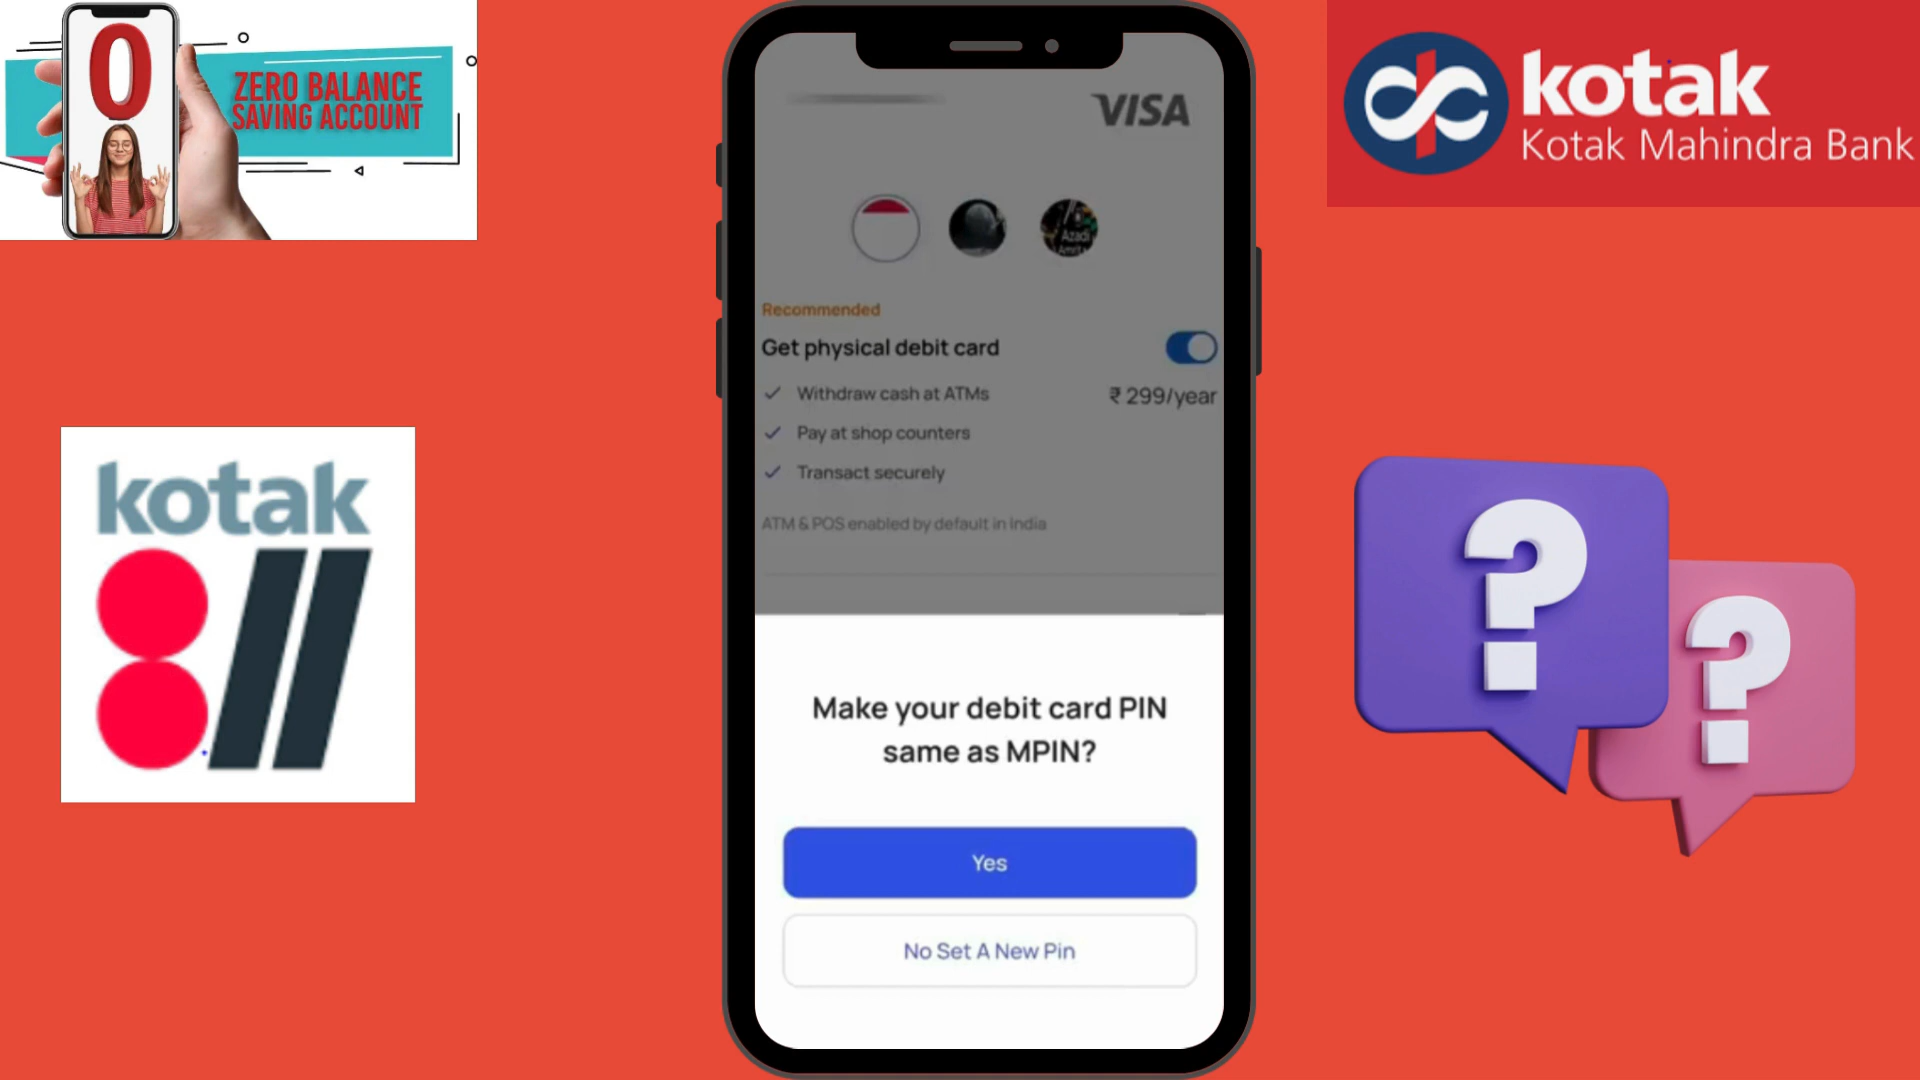 0
ZERO BALANCE
SAVING ACCOUNT
kotak
Kotak Mahindra Bank
kotak
811
VISA
Azadi
Recommended
Get physical debit card
Withdraw cash at ATMs
₹ 299/year
Pay at shop counters
Transact securely
ATM & POS enabled by default in India
Make your debit card PIN
same as MPIN?
Yes
No Set A New Pin
? ?